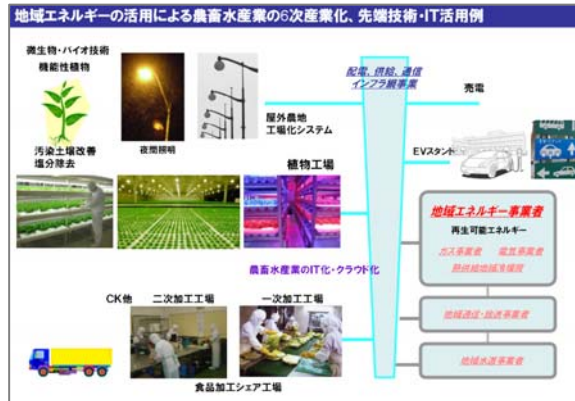 地域エネルギーの活用による農畜水産業の6次産業化、先端技術・IT活用例
微生物・バイオ技術
機能性植物
汚染土壌改善
塩分除去
夜間照明
屋外農地
工場化システム
配電、供給、通信
インフラ網事業
売電
EVスタンド
植物工場
地域エネルギー事業者
再生可能エネルギー
ガス事業者
電気事業者
熱供給地域冷暖房
農畜水産業のIT化・クラウド化
地域通信・放送事業者
CK他
二次加工工場
一次加工工場
地域水道事業者
食品加工シェア工場